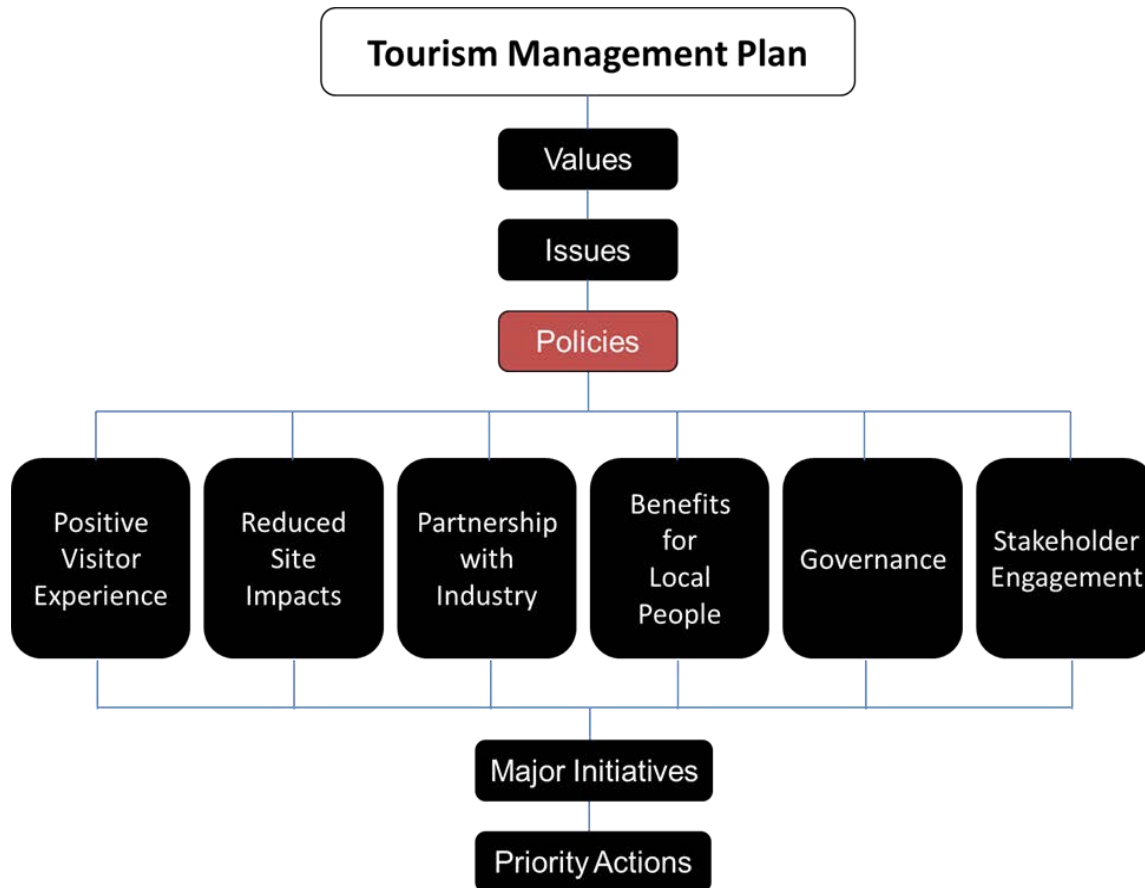 Tourism Management Plan
Values
Issues
Policies
Positive
Visitor
Experience
Reduced
Site
Impacts
Partnership
with
Industry
Benefits
for
Local
People
Governance
Stakeholder
Engagement
Major Initiatives
Priority Actions